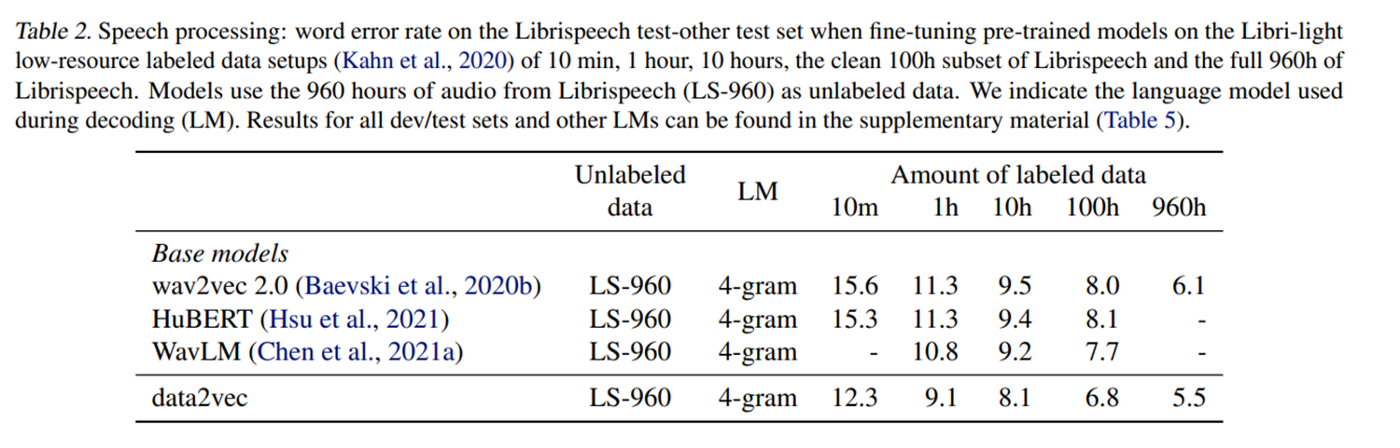 Table 2. Speech processing: word error rate on the Librispeech test-other test set when fine-tuning pre-trained models on the Libri-light
low-resource labeled data setups (Kahn et al., 2020) of 10 min, 1 hour, 10 hours, the clean 100h subset of Librispeech and the full 960h of
Librispeech. Models use the 960 hours of audio from Librispeech (LS-960) as unlabeled data. We indicate the language model used
during decoding (LM). Results for all dev/test sets and other LMs can be found in the supplementary material (Table 5).
Unlabeled data LM Amount of labeled data
10m 1h 10h 100h 960h
Base models
wav2vec 2.0 (Baevski et al., 2020b) LS-960 4-gram 15.6 11.3 9.5 8.0 6.1
HuBERT (Hsu et al., 2021) LS-960 4-gram 15.3 11.3 9.4 8.1 -
WavLM (Chen et al., 2021a) LS-960 4-gram - 10.8 9.2 7.7 -
data2vec LS-960 4-gram 12.3 9.1 8.1 6.8 5.5